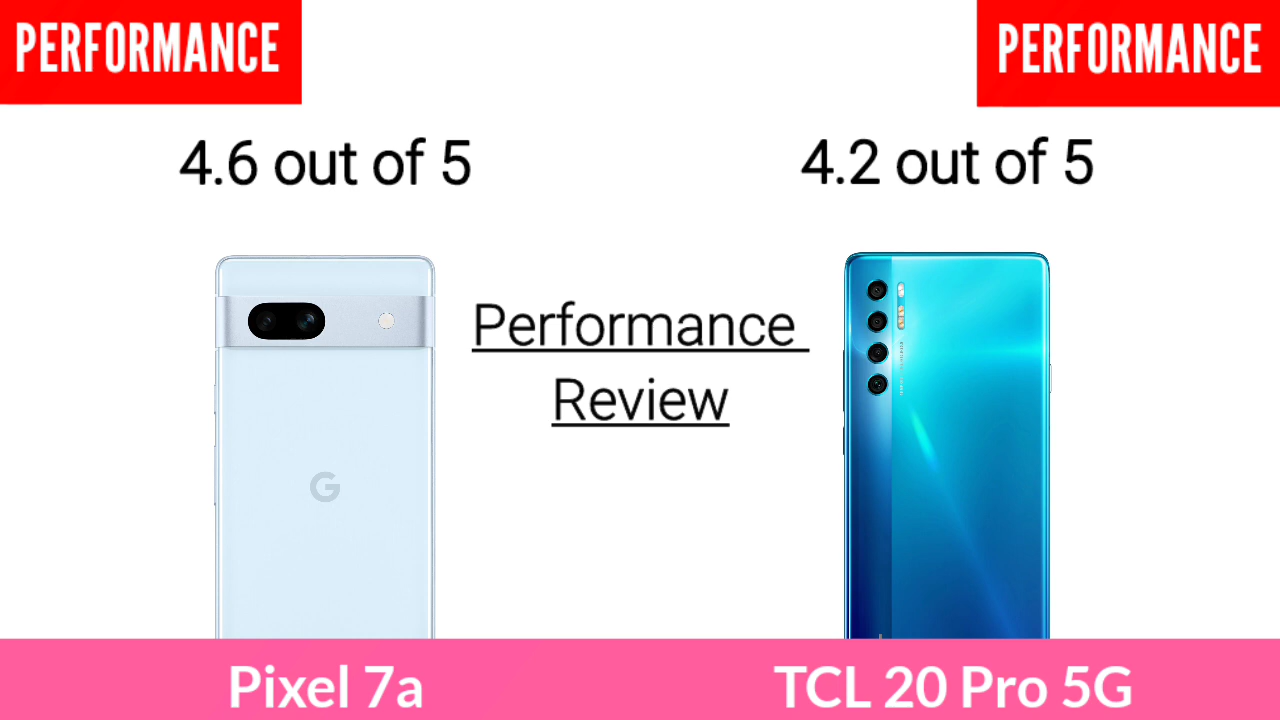 PERFORMANCE
PERFORMANCE
4.6 out of 5
4.2 out of 5
Performance
Review
G
Pixel 7a
TCL 20 Pro 5G